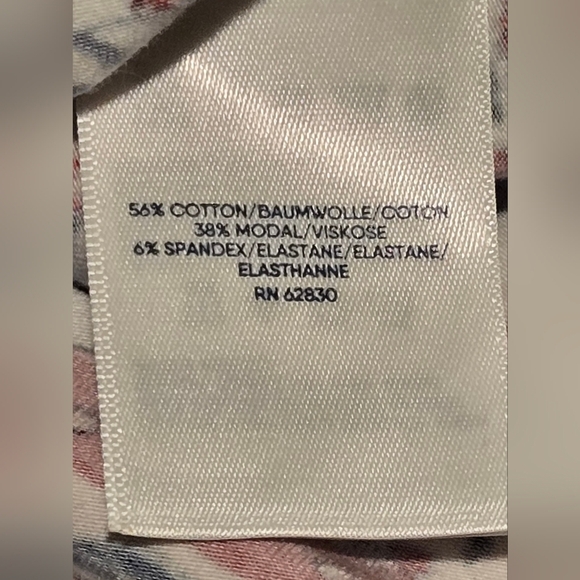 56% COTTON/BAUMWOLLE/COTON
38% MODAL/VISKOSE
6% SPANDEX/ELASTANE/ELASTANE/
ELASTHANNE
RN 62830